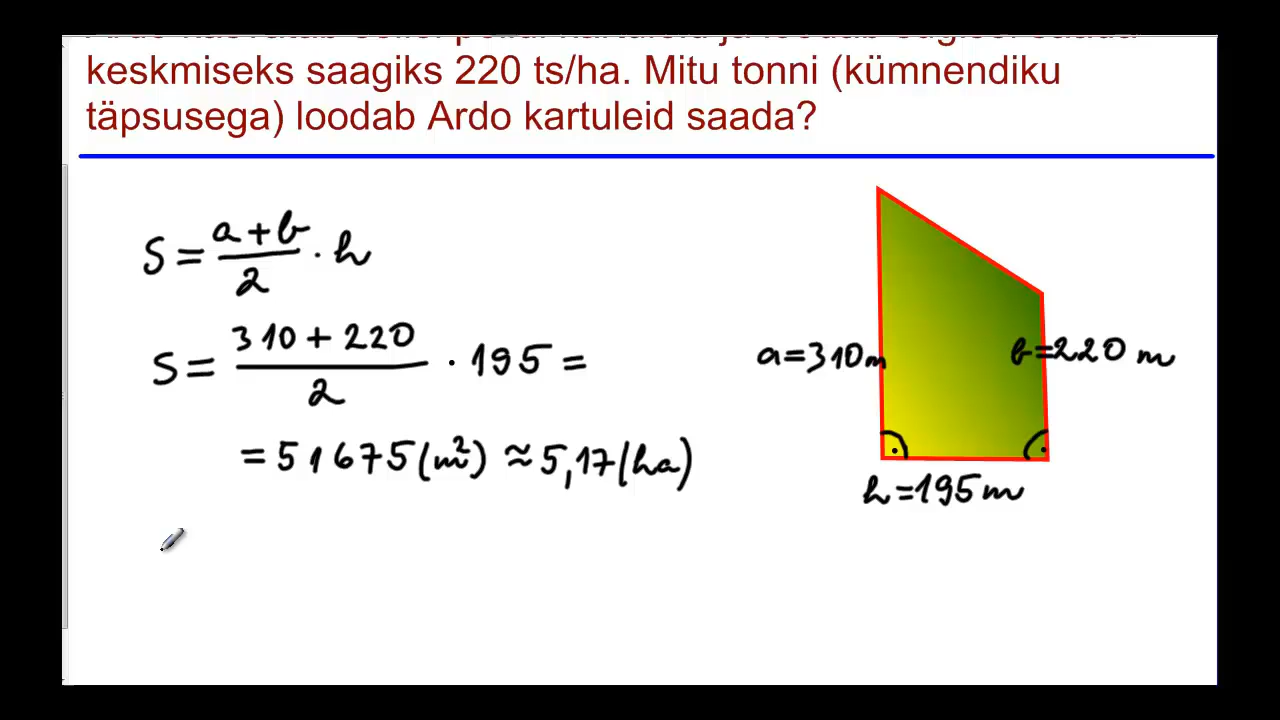 keskmiseks saagiks 220 ts/ha. Mitu tonni (kümnendiku
täpsusega) loodab Ardo kartuleid saada?
S = a+b/2 · h
S = 310+220/2 · 195 =
= 51675(m²) ≈ 5,17(ha)
a=310m
b=220 m
h=195m